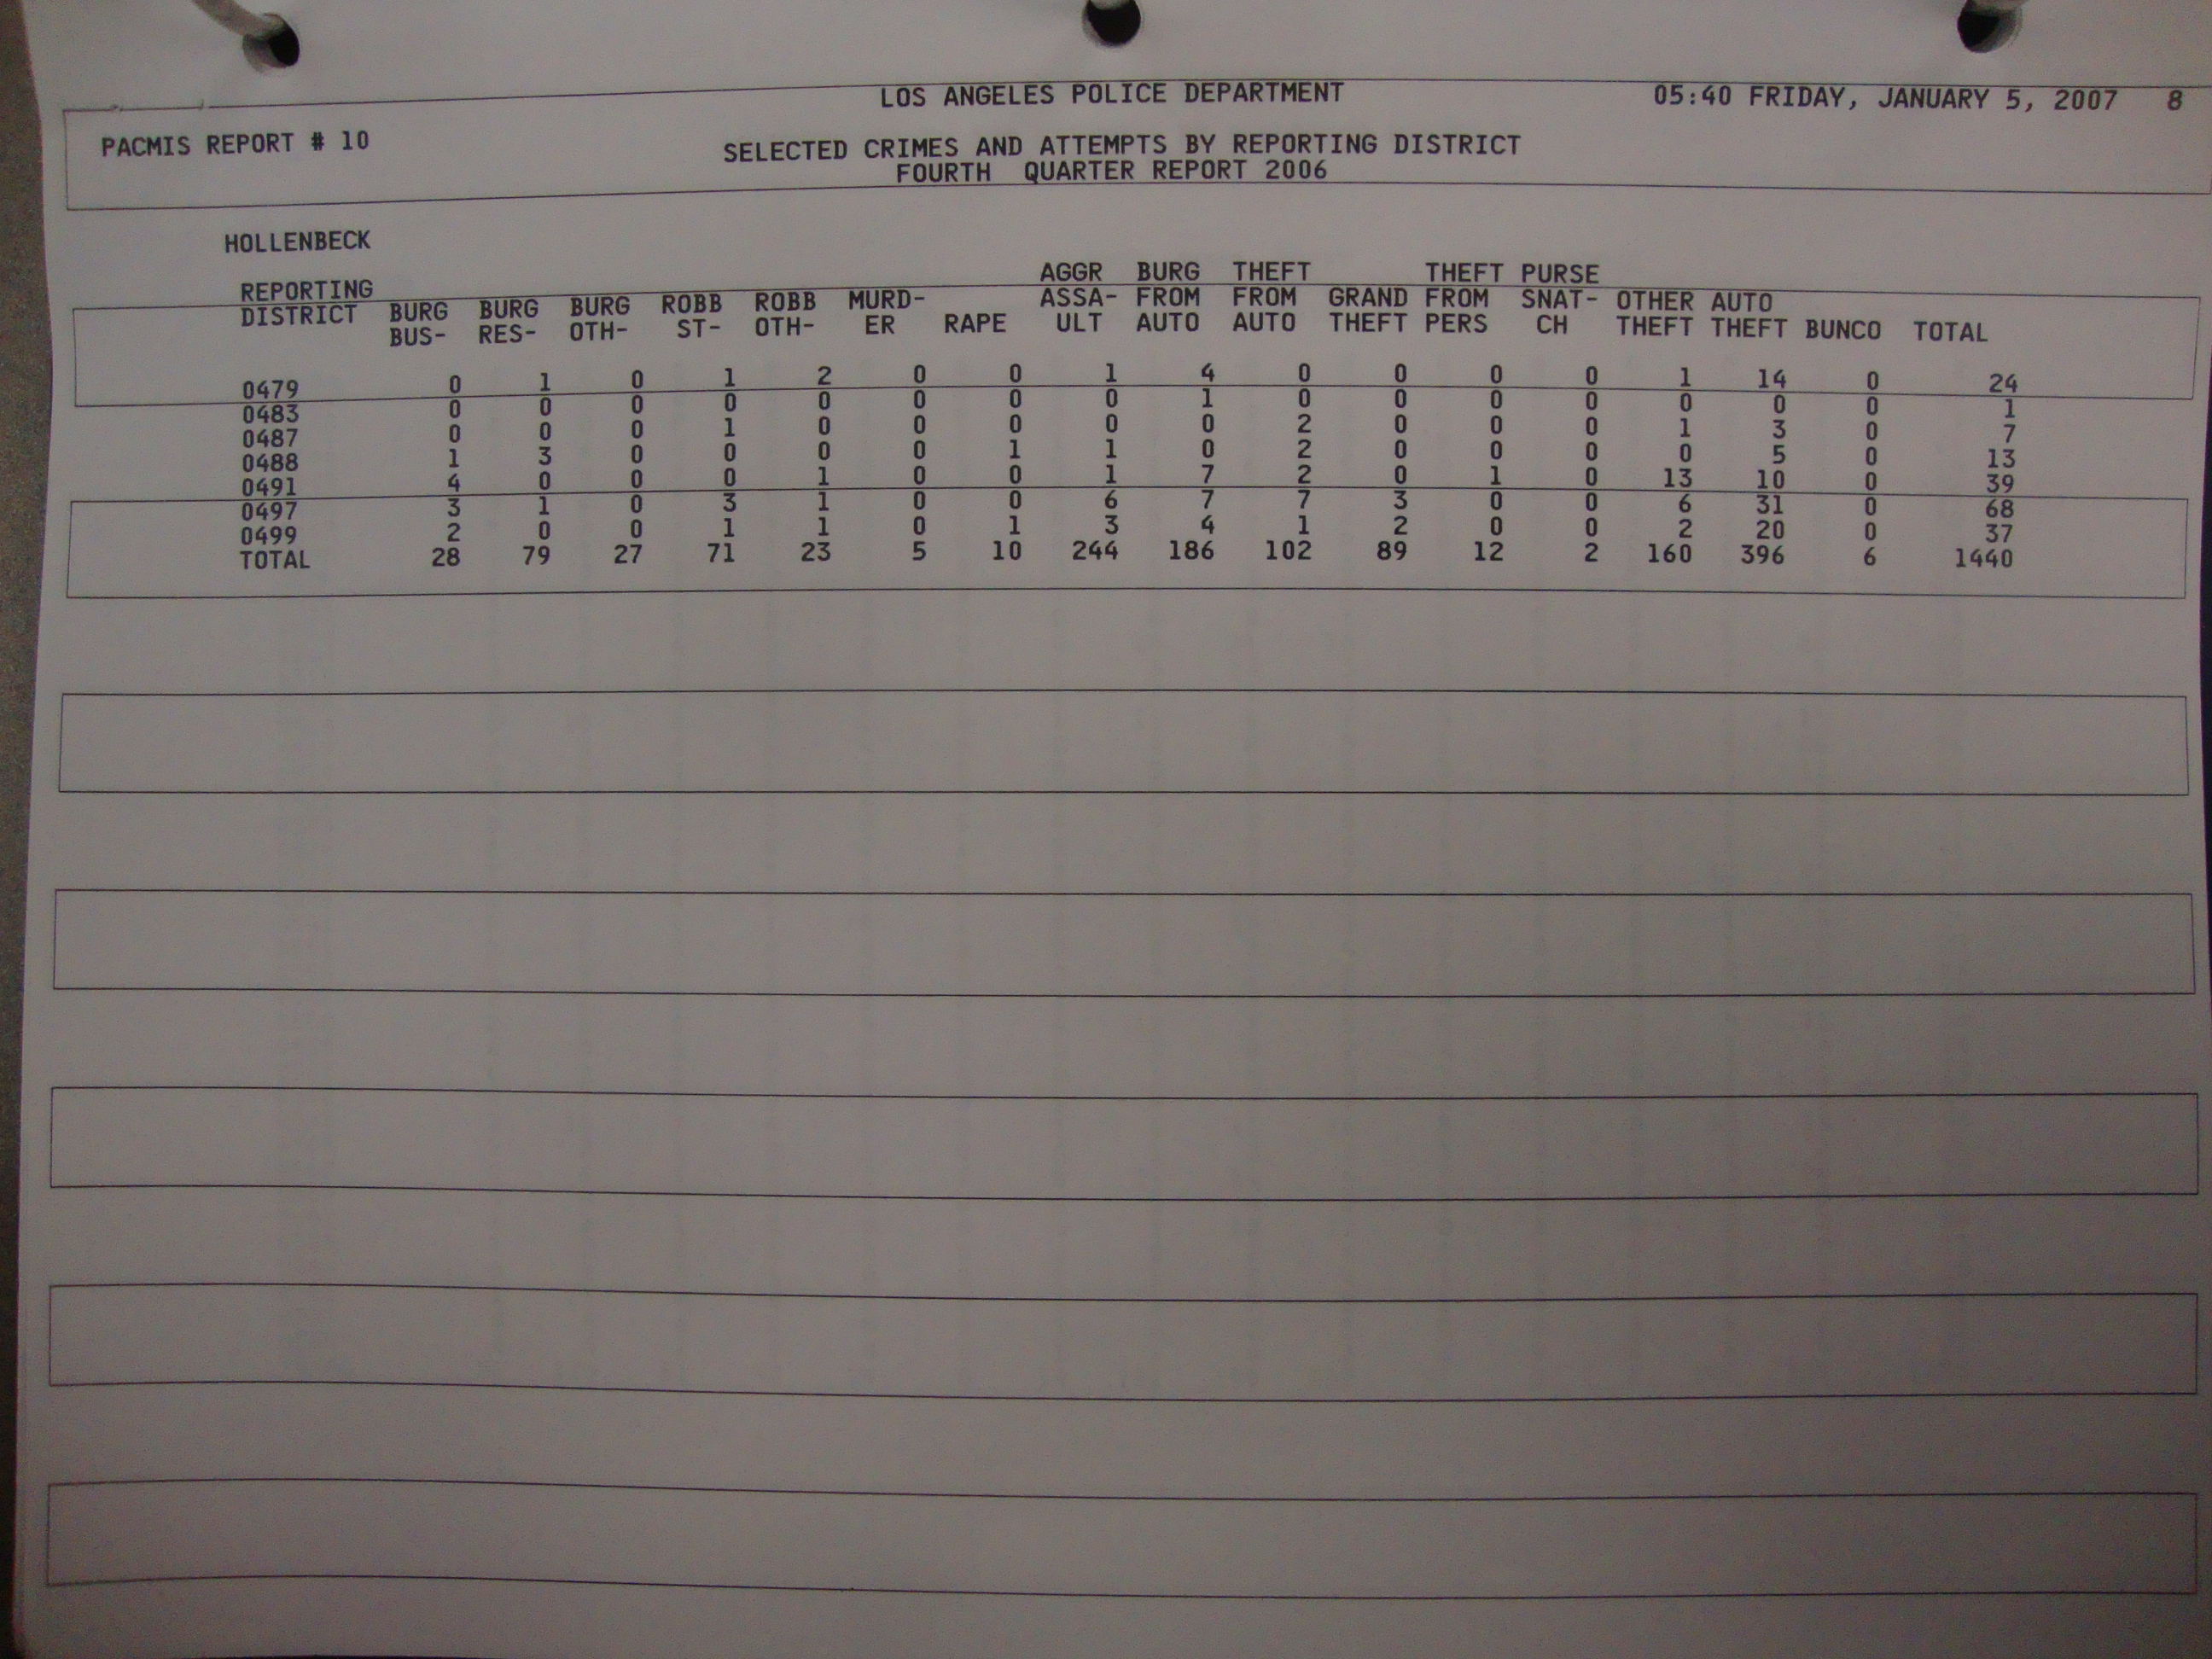 LOS ANGELES POLICE DEPARTMENT 05:40 FRIDAY, JANUARY 5, 2007 8
PACMIS REPORT # 10
SELECTED CRIMES AND ATTEMPTS BY REPORTING DISTRICT
FOURTH QUARTER REPORT 2006
HOLLENBECK
AGGR BURG THEFT THEFT PURSE
REPORTING BURG BURG BURG ROBB ROBB MURD- ASSA- FROM FROM GRAND FROM SNAT- OTHER AUTO
DISTRICT BUS- RES- OTH- ST- OTH- ER RAPE ULT AUTO AUTO THEFT PERS CH THEFT THEFT BUNCO TOTAL
0479 0 1 0 1 2 0 0 1 4 0 0 0 0 1 14 0 24
0483 0 0 0 0 0 0 0 0 1 0 0 0 0 0 0 0 1
0487 0 0 0 1 0 0 0 0 0 2 0 0 0 1 3 0 7
0488 1 3 0 0 0 0 1 1 0 2 0 0 0 0 5 0 13
0491 4 0 0 0 1 0 0 1 7 2 0 1 0 13 10 0 39
0497 3 1 0 3 1 0 0 6 7 7 3 0 0 6 31 0 68
0499 2 0 0 1 1 0 1 3 4 1 2 0 0 2 20 0 37
TOTAL 28 79 27 71 23 5 10 244 186 102 89 12 2 160 396 6 1440